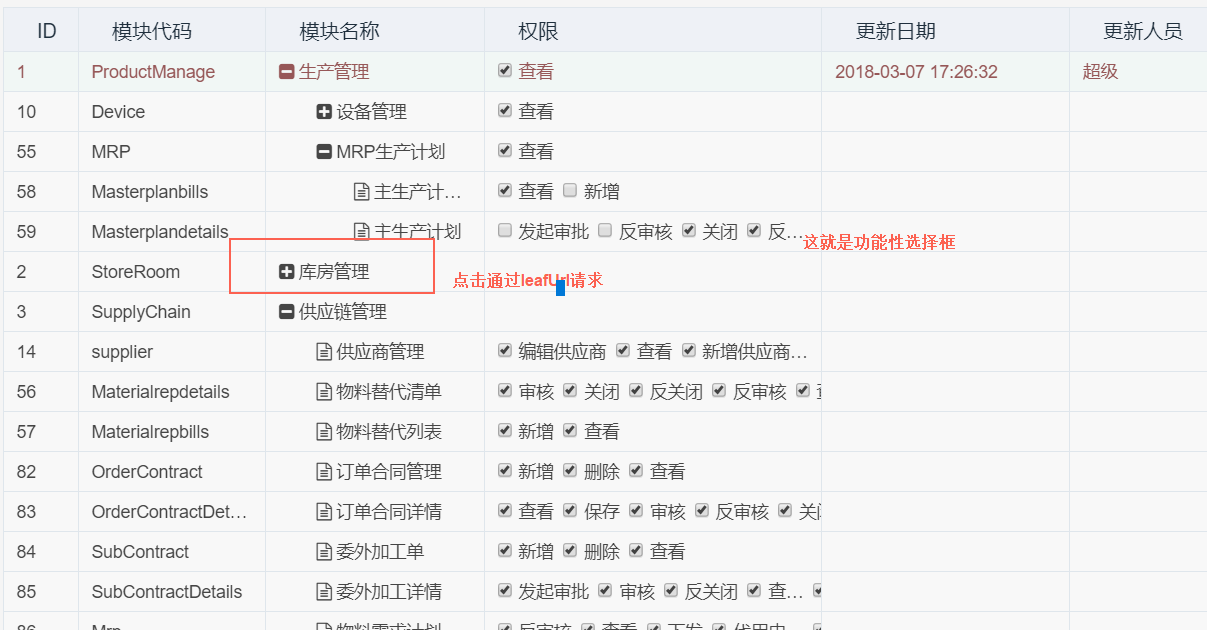 ID 模块代码 模块名称 权限 更新日期 更新人员
1 ProductManage 生产管理 查看 2018-03-07 17:26:32 超级
10 Device 设备管理 查看
55 MRP MRP生产计划 查看
58 Masterplanbills 主生产计… 查看 新增
59 Masterplandetails 主生产计划 发起审批 反审核 关闭 反…
这就是功能性选择框
2 StoreRoom 库房管理
点击通过leafUrl请求
3 SupplyChain 供应链管理
14 supplier 供应商管理 编辑供应商 查看 新增供应商…
56 Materialrepdetails 物料替代清单 审核 关闭 反关闭 反审核
57 Materialrepbills 物料替代列表 新增 查看
82 OrderContract 订单合同管理 新增 删除 查看
83 OrderContractDet… 订单合同详情 查看 保存 审核 反审核 关
84 SubContract 委外加工单 新增 删除 查看
85 SubContractDetails 委外加工详情 发起审批 审核 反关闭 查…
86 Mrp 物料需求计划 反审核 查看 下发